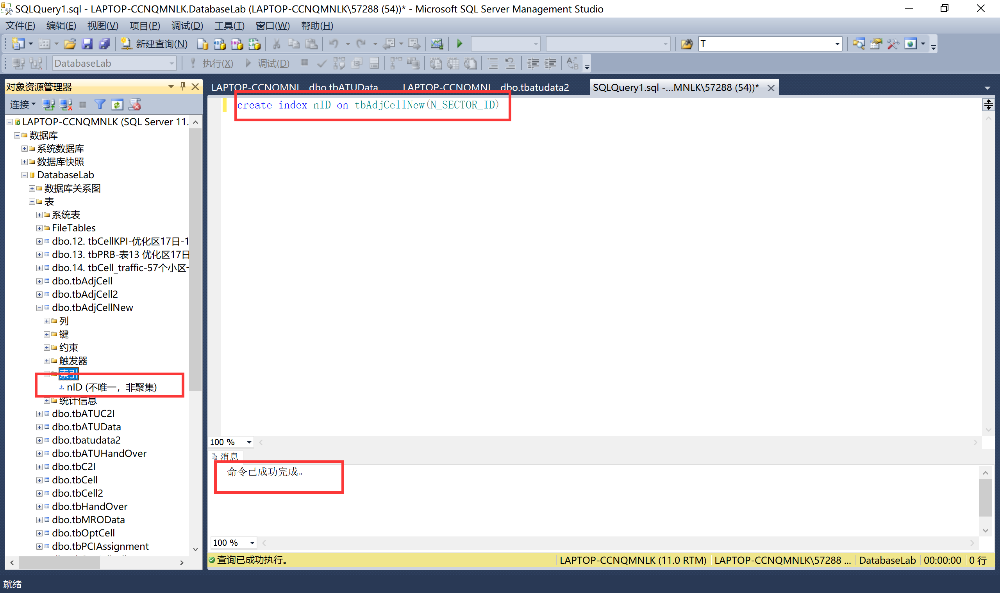 SQLQuery1.sql - LAPTOP-CCNQMNLK.DatabaseLab (LAPTOP-CCNQMNLK\57288 (54))* - Microsoft SQL Server Management Studio
文件(F) 编辑(E) 视图(V) 项目(P) 调试(D) 工具(T) 窗口(W) 帮助(H)
新建查询(N) T
DatabaseLab 执行(X) 调试(D)
对象资源管理器
LAPTOP-CCNQMNL...dbo.tbATUData LAPTOP-CCNQMNL...dbo.tbatudata2 SQLQuery1.sql -...MNLK\57288 (54))*
连接
create index nID on tbAdjCellNew(N_SECTOR_ID)
LAPTOP-CCNQMNLK (SQL Server 11.
数据库
系统数据库
数据库快照
DatabaseLab
数据库关系图
表
系统表
FileTables
dbo.12. tbCellKPI-优化区17日-1
dbo.13. tbPRB-表13 优化区17日
dbo.14. tbCell_traffic-57个小区-
dbo.tbAdjCell
dbo.tbAdjCell2
dbo.tbAdjCellNew
列
键
约束
触发器
索引
nID (不唯一，非聚集)
统计信息
dbo.tbATUC2I
dbo.tbATUData
dbo.tbatudata2
dbo.tbATUHandOver
dbo.tbC2I
dbo.tbCell
dbo.tbCell2
dbo.tbHandOver
dbo.tbMROData
dbo.tbOptCell
dbo.tbPCIAssignment
100 %
消息
命令已成功完成。
100 %
查询已成功执行。 LAPTOP-CCNQMNLK (11.0 RTM) LAPTOP-CCNQMNLK\57288 ... DatabaseLab 00:00:00 0 行
就绪